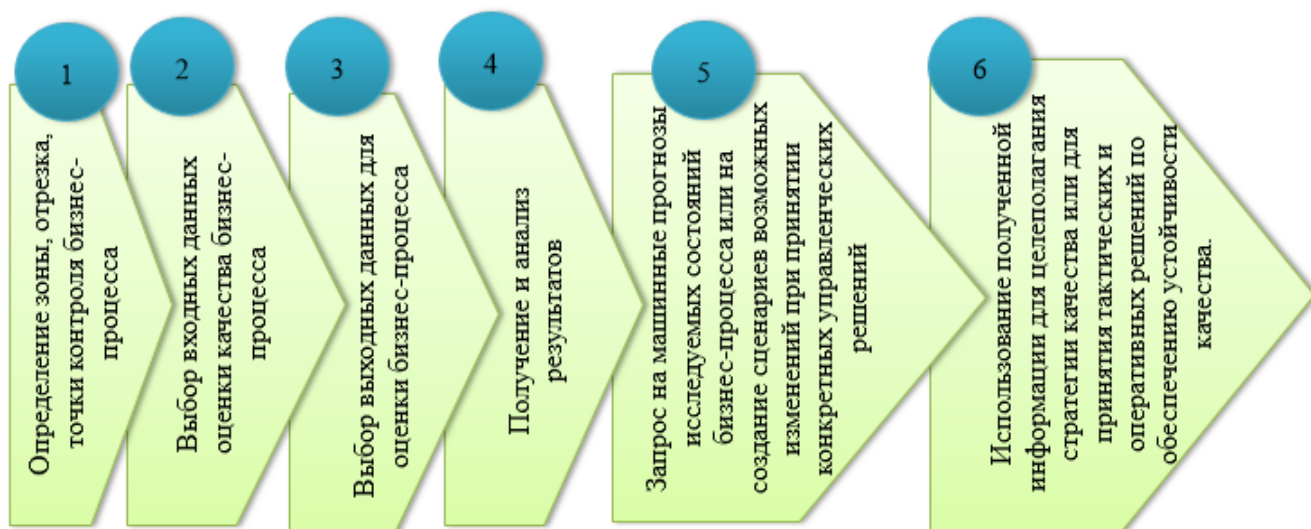 1
Определение зоны, отрезка,
точки контроля бизнес-
процесса
2
Выбор входных данных
оценки качества бизнес-
процесса
3
Выбор выходных данных для
оценки бизнес-процесса
4
Получение и анализ
результатов
5
Запрос на машинные прогнозы
исследуемых состояний
бизнес-процесса или на
создание сценариев возможных
изменений при принятии
конкретных управленческих
решений
6
Использование полученной
информации для целеполагания
стратегии качества или для
принятия тактических и
оперативных решений по
обеспечению устойчивости
качества.